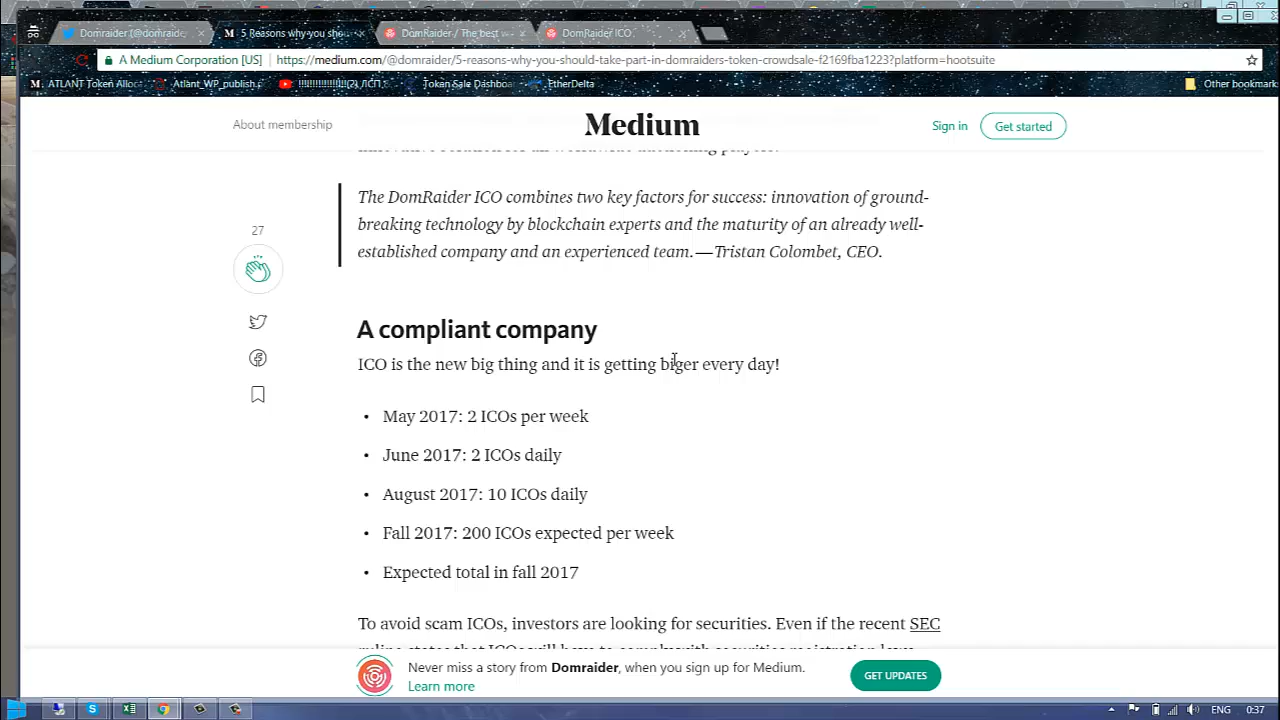 Domraider (@domraide
5 Reasons why you shou
DomRaider / The best w
DomRaider ICO
A Medium Corporation [US]
https://medium.com/@domraider/5-reasons-why-you-should-take-part-in-domraiders-token-crowdsale-f2169fba1223?platform=hootsuite
ATLANT Token Alloc
Atlant_WP_publish.p
Token Sale Dashboa
EtherDelta
Other bookmark
About membership
Medium
Sign in
Get started
The DomRaider ICO combines two key factors for success: innovation of ground-
breaking technology by blockchain experts and the maturity of an already well-
established company and an experienced team. — Tristan Colombet, CEO.
27
A compliant company
ICO is the new big thing and it is getting biger every day!
• May 2017: 2 ICOs per week
• June 2017: 2 ICOs daily
• August 2017: 10 ICOs daily
• Fall 2017: 200 ICOs expected per week
• Expected total in fall 2017
To avoid scam ICOs, investors are looking for securities. Even if the recent SEC
Never miss a story from Domraider, when you sign up for Medium.
Learn more
GET UPDATES
ENG
0:37